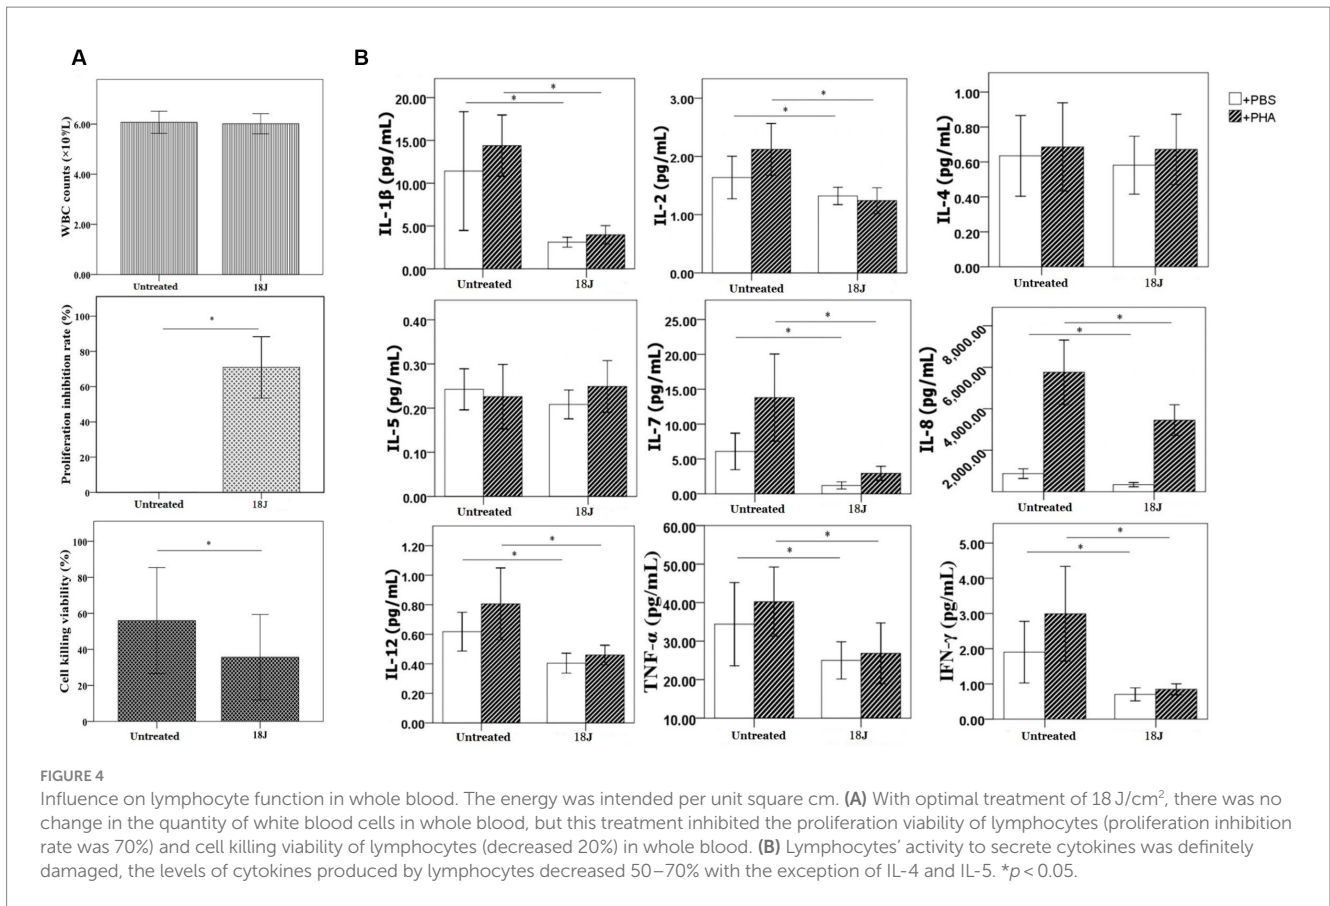 A
B
WBC counts (×10⁹/L)
6.00
4.00
2.00
0.00
Untreated
18J
Proliferation inhibition rate (%)
100
80
60
40
20
0
*
Untreated
18J
Cell killing viability (%)
100
80
60
40
20
0
*
Untreated
18J
IL-1β (pg/mL)
20.00
15.00
10.00
5.00
0.00
*
*
Untreated
18J
IL-2 (pg/mL)
3.00
2.00
1.00
0.00
*
*
Untreated
18J
IL-4 (pg/mL)
1.00
0.80
0.60
0.40
0.20
0.00
Untreated
18J
+PBS
+PHA
IL-5 (pg/mL)
0.40
0.30
0.20
0.10
0.00
Untreated
18J
IL-7 (pg/mL)
25.00
20.00
15.00
10.00
5.00
0.00
*
*
Untreated
18J
IL-8 (pg/mL)
8,000.00
6,000.00
4,000.00
2,000.00
*
*
Untreated
18J
IL-12 (pg/mL)
1.20
1.00
0.80
0.60
0.40
0.20
0.00
*
*
Untreated
18J
TNF-α (pg/mL)
60.00
50.00
40.00
30.00
20.00
10.00
*
*
Untreated
18J
IFN-γ (pg/mL)
5.00
4.00
3.00
2.00
1.00
0.00
*
*
Untreated
18J
FIGURE 4
Influence on lymphocyte function in whole blood. The energy was intended per unit square cm. (A) With optimal treatment of 18 J/cm², there was no
change in the quantity of white blood cells in whole blood, but this treatment inhibited the proliferation viability of lymphocytes (proliferation inhibition
rate was 70%) and cell killing viability of lymphocytes (decreased 20%) in whole blood. (B) Lymphocytes' activity to secrete cytokines was definitely
damaged, the levels of cytokines produced by lymphocytes decreased 50–70% with the exception of IL-4 and IL-5. *p < 0.05.